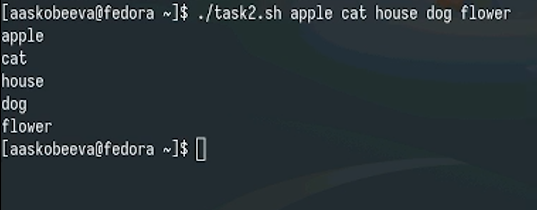 [aaskobeeva@fedora ~]$ ./task2.sh apple cat house dog flower
apple
cat
house
dog
flower
[aaskobeeva@fedora ~]$